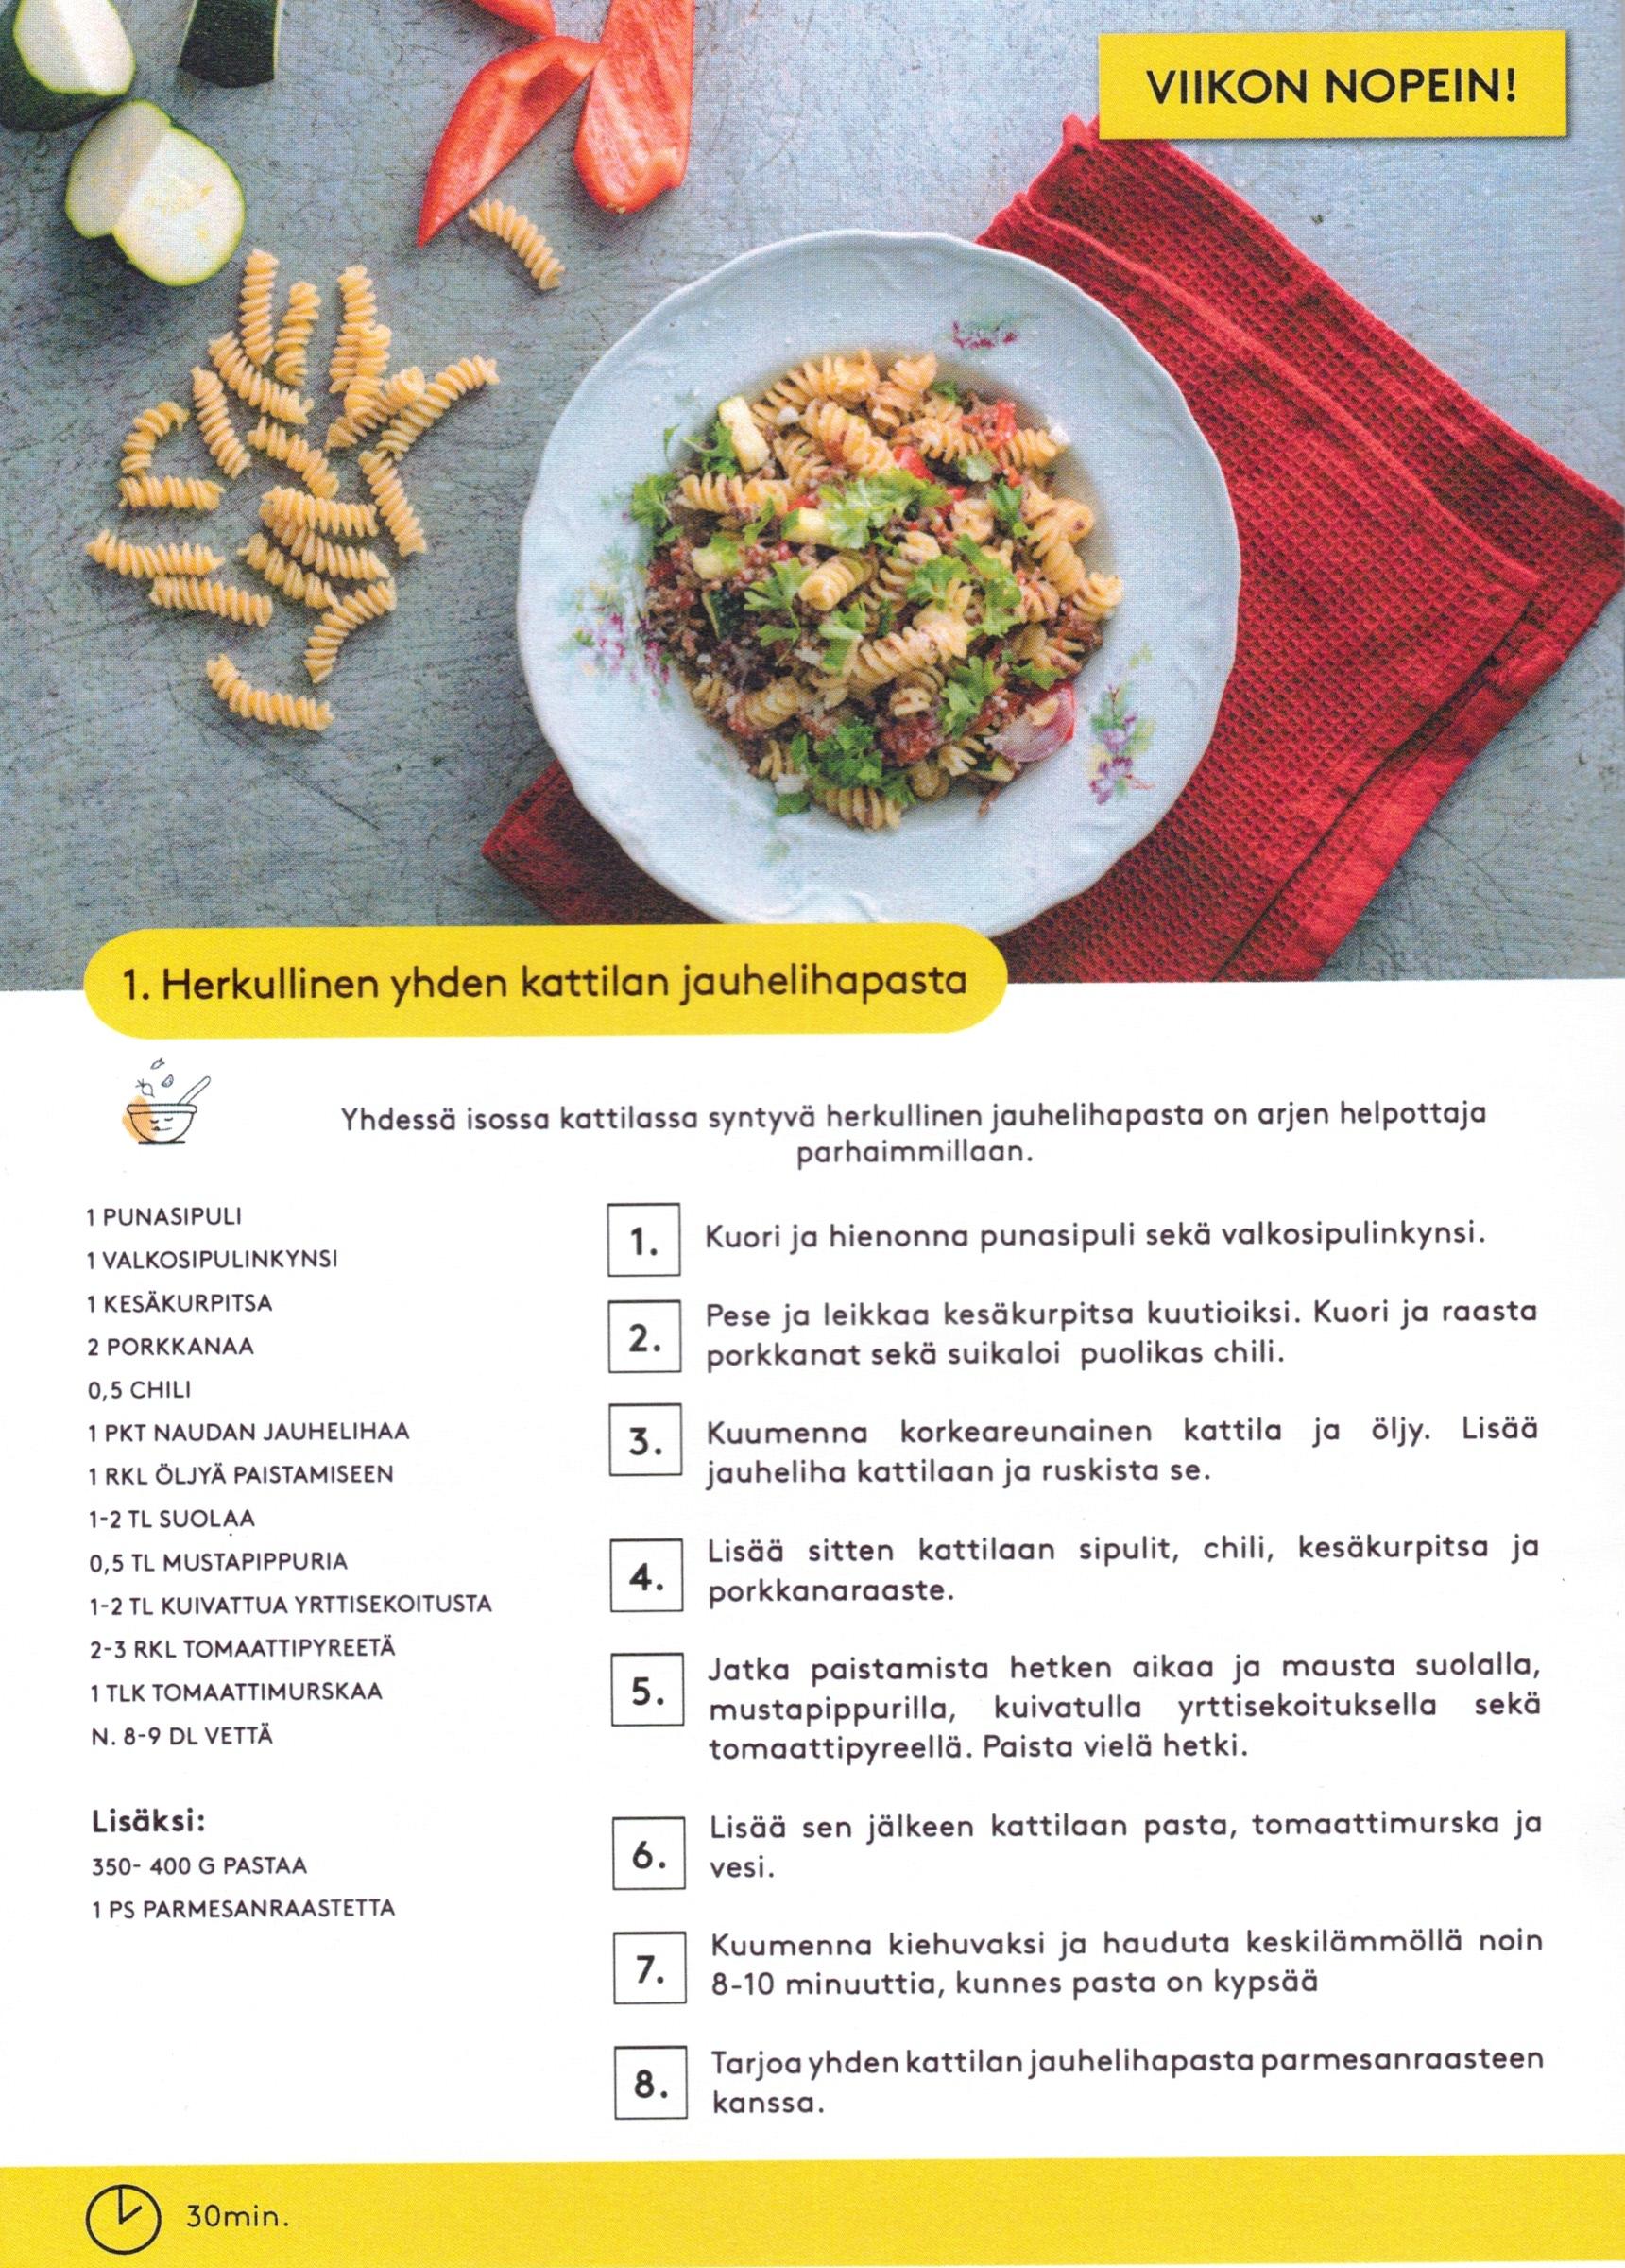 VIIKON NOPEIN!
1. Herkullinen yhden kattilan jauhelihapasta
Yhdessä isossa kattilassa syntyvä herkullinen jauhelihapasta on arjen helpottaja
parhaimmillaan.
1 PUNASIPULI
1 VALKOSIPULINKYNSI
1 KESÄKURPITSA
2 PORKKANAA
0,5 CHILI
1 PKT NAUDAN JAUHELIHAA
1 RKL ÖLJYÄ PAISTAMISEEN
1-2 TL SUOLAA
0,5 TL MUSTAPIPPURIA
1-2 TL KUIVATTUA YRTTISEKOITUSTA
2-3 RKL TOMAATTIPYREETÄ
1 TLK TOMAATTIMURSKAA
N. 8-9 DL VETTÄ
Lisäksi:
350- 400 G PASTAA
1 PS PARMESANRAASTETTA
1. Kuori ja hienonna punasipuli sekä valkosipulinkynsi.
2. Pese ja leikkaa kesäkurpitsa kuutioiksi. Kuori ja raasta
porkkanat sekä suikaloi puolikas chili.
3. Kuumenna korkeareunainen kattila ja öljy. Lisää
jauheliha kattilaan ja ruskista se.
4. Lisää sitten kattilaan sipulit, chili, kesäkurpitsa ja
porkkanaraaste.
5. Jatka paistamista hetken aikaa ja mausta suolalla,
mustapippurilla, kuivatulla yrttisekoituksella sekä
tomaattipyreellä. Paista vielä hetki.
6. Lisää sen jälkeen kattilaan pasta, tomaattimurska ja
vesi.
7. Kuumenna kiehuvaksi ja hauduta keskilämmöllä noin
8-10 minuuttia, kunnes pasta on kypsää
8. Tarjoa yhden kattilan jauhelihapasta parmesanraasteen
kanssa.
30min.